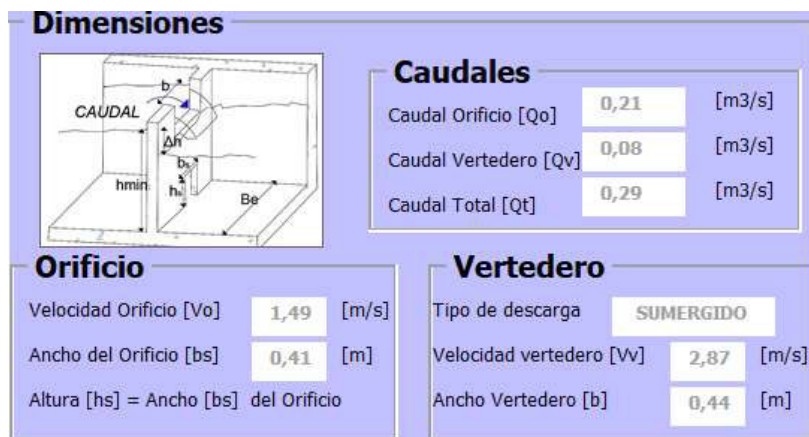 Dimensiones
b
CAUDAL
Δh
bs
hmin
hs
Be
2
Caudales
Caudal Orificio [Qo] 0,21 [m3/s]
Caudal Vertedero [Qv] 0,08 [m3/s]
Caudal Total [Qt] 0,29 [m3/s]
Orificio
Velocidad Orificio [Vo] 1,49 [m/s]
Ancho del Orificio [bs] 0,41 [m]
Altura [hs] = Ancho [bs] del Orificio
Vertedero
Tipo de descarga SUMERGIDO
Velocidad vertedero [Vv] 2,87 [m/s]
Ancho Vertedero [b] 0,44 [m]